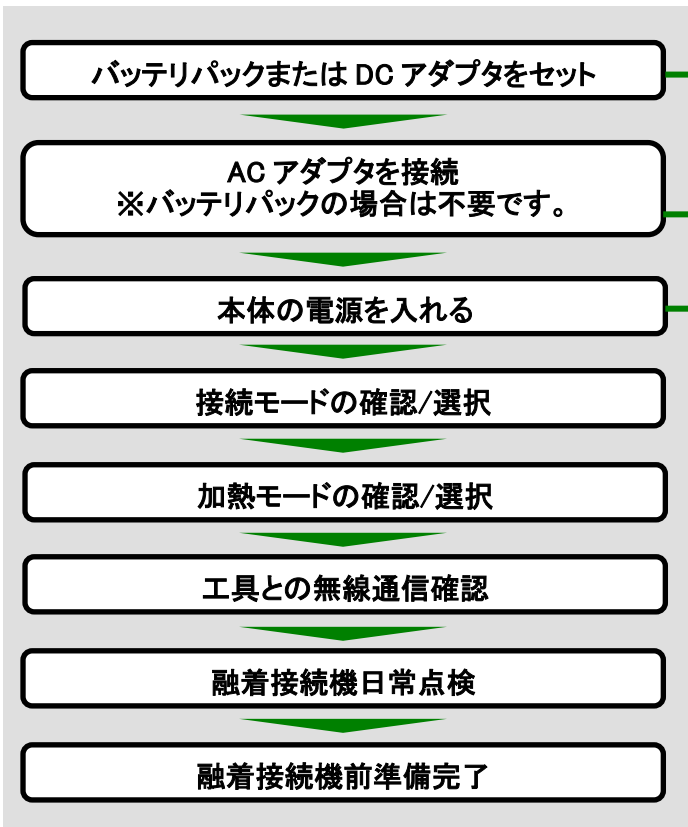 バッテリパックまたは DC アダプタをセット
AC アダプタを接続
※バッテリパックの場合は不要です。
本体の電源を入れる
接続モードの確認/選択
加熱モードの確認/選択
工具との無線通信確認
融着接続機日常点検
融着接続機前準備完了